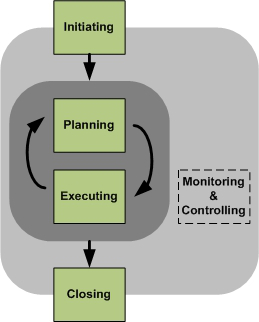 Initiating
Planning
Executing
Monitoring
&
Controlling
Closing